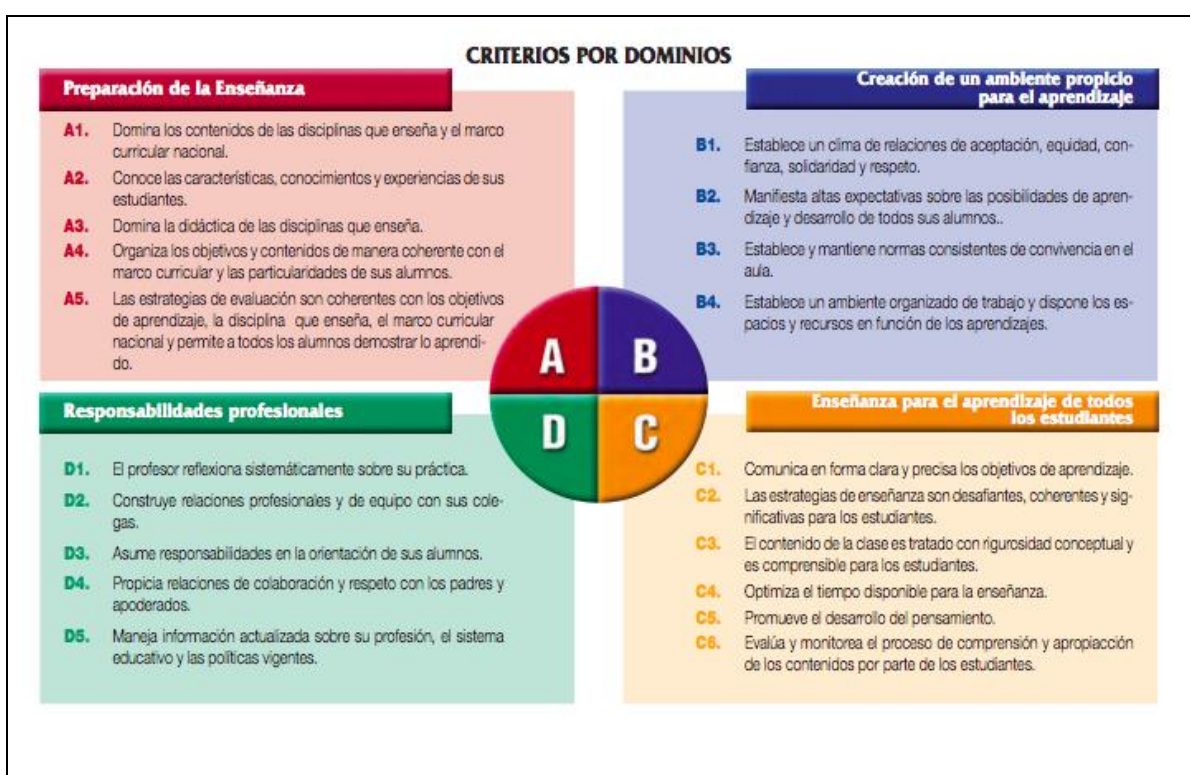 CRITERIOS POR DOMINIOS
Preparación de la Enseñanza
A1. Domina los contenidos de las disciplinas que enseña y el marco
curricular nacional.
A2. Conoce las características, conocimientos y experiencias de sus
estudiantes.
A3. Domina la didáctica de las disciplinas que enseña.
A4. Organiza los objetivos y contenidos de manera coherente con el
marco curricular y las particularidades de sus alumnos.
A5. Las estrategias de evaluación son coherentes con los objetivos
de aprendizaje, la disciplina que enseña, el marco curricular
nacional y permite a todos los alumnos demostrar lo aprendi-
do.
Creación de un ambiente propicio
para el aprendizaje
B1. Establece un clima de relaciones de aceptación, equidad, con-
fianza, solidaridad y respeto.
B2. Manifiesta altas expectativas sobre las posibilidades de apren-
dizaje y desarrollo de todos sus alumnos..
B3. Establece y mantiene normas consistentes de convivencia en el
aula.
B4. Establece un ambiente organizado de trabajo y dispone los es-
pacios y recursos en función de los aprendizajes.
A B
D C
Responsabilidades profesionales
D1. El profesor reflexiona sistemáticamente sobre su práctica.
D2. Construye relaciones profesionales y de equipo con sus cole-
gas.
D3. Asume responsabilidades en la orientación de sus alumnos.
D4. Propicia relaciones de colaboración y respeto con los padres y
apoderados.
D5. Maneja información actualizada sobre su profesión, el sistema
educativo y las políticas vigentes.
Enseñanza para el aprendizaje de todos
los estudiantes
C1. Comunica en forma clara y precisa los objetivos de aprendizaje.
C2. Las estrategias de enseñanza son desafiantes, coherentes y sig-
nificativas para los estudiantes.
C3. El contenido de la clase es tratado con rigurosidad conceptual y
es comprensible para los estudiantes.
C4. Optimiza el tiempo disponible para la enseñanza.
C5. Promueve el desarrollo del pensamiento.
C6. Evalúa y monitorea el proceso de comprensión y apropiacción
de los contenidos por parte de los estudiantes.